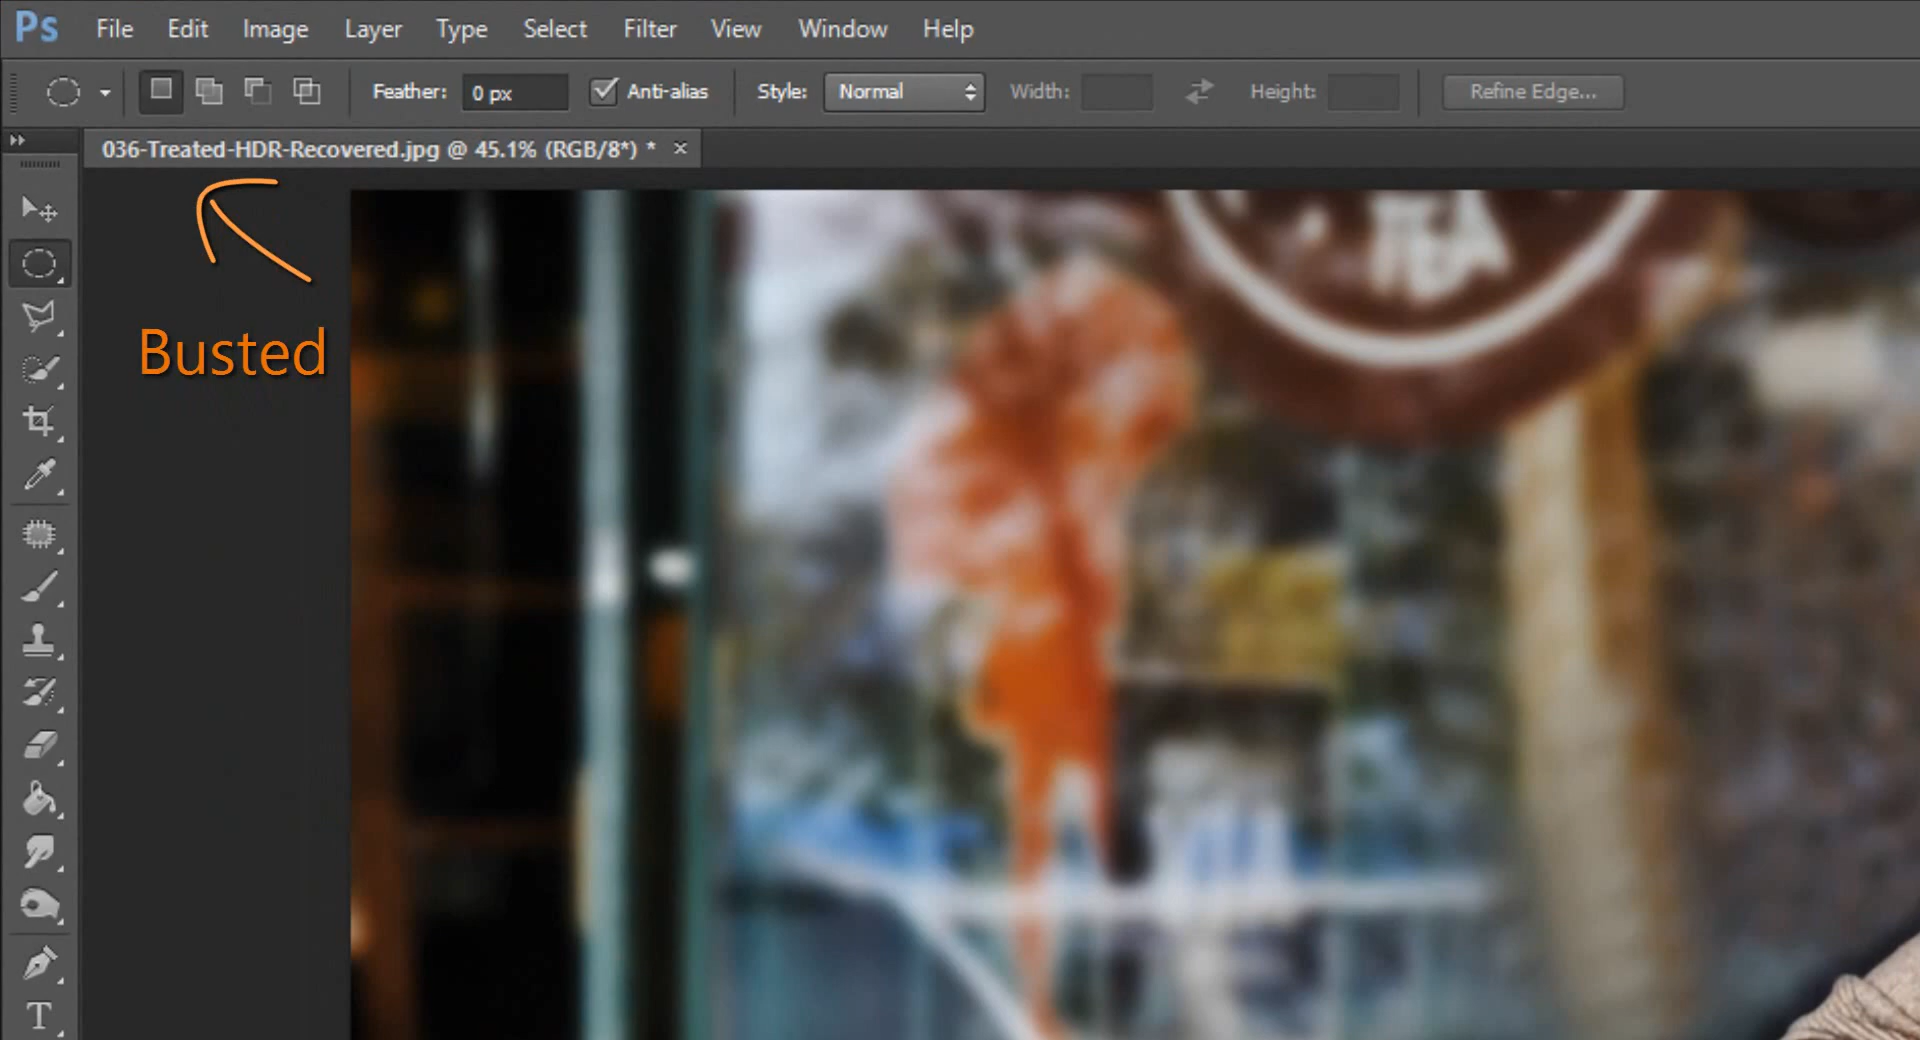 Ps File Edit Image Layer Type Select Filter View Window Help
Feather: 0 px Anti-alias Style: Normal Width: Height: Refine Edge...
036-Treated-HDR-Recovered.jpg @ 45.1% (RGB/8*) * ×
TEA
Busted
T